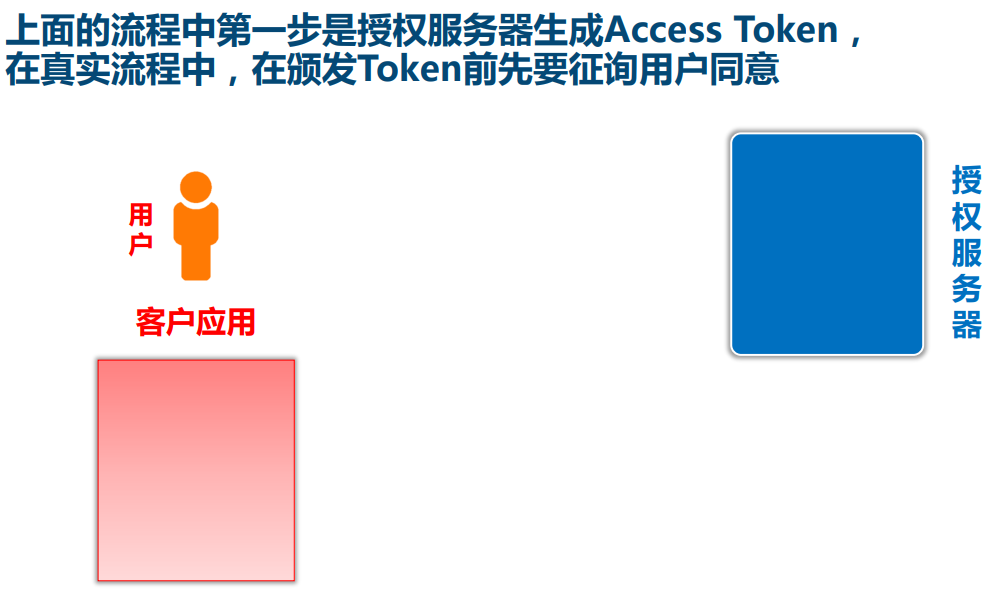 上面的流程中第一步是授权服务器生成Access Token，
在真实流程中，在颁发Token前先要征询用户同意
用户
授权服务器
客户应用